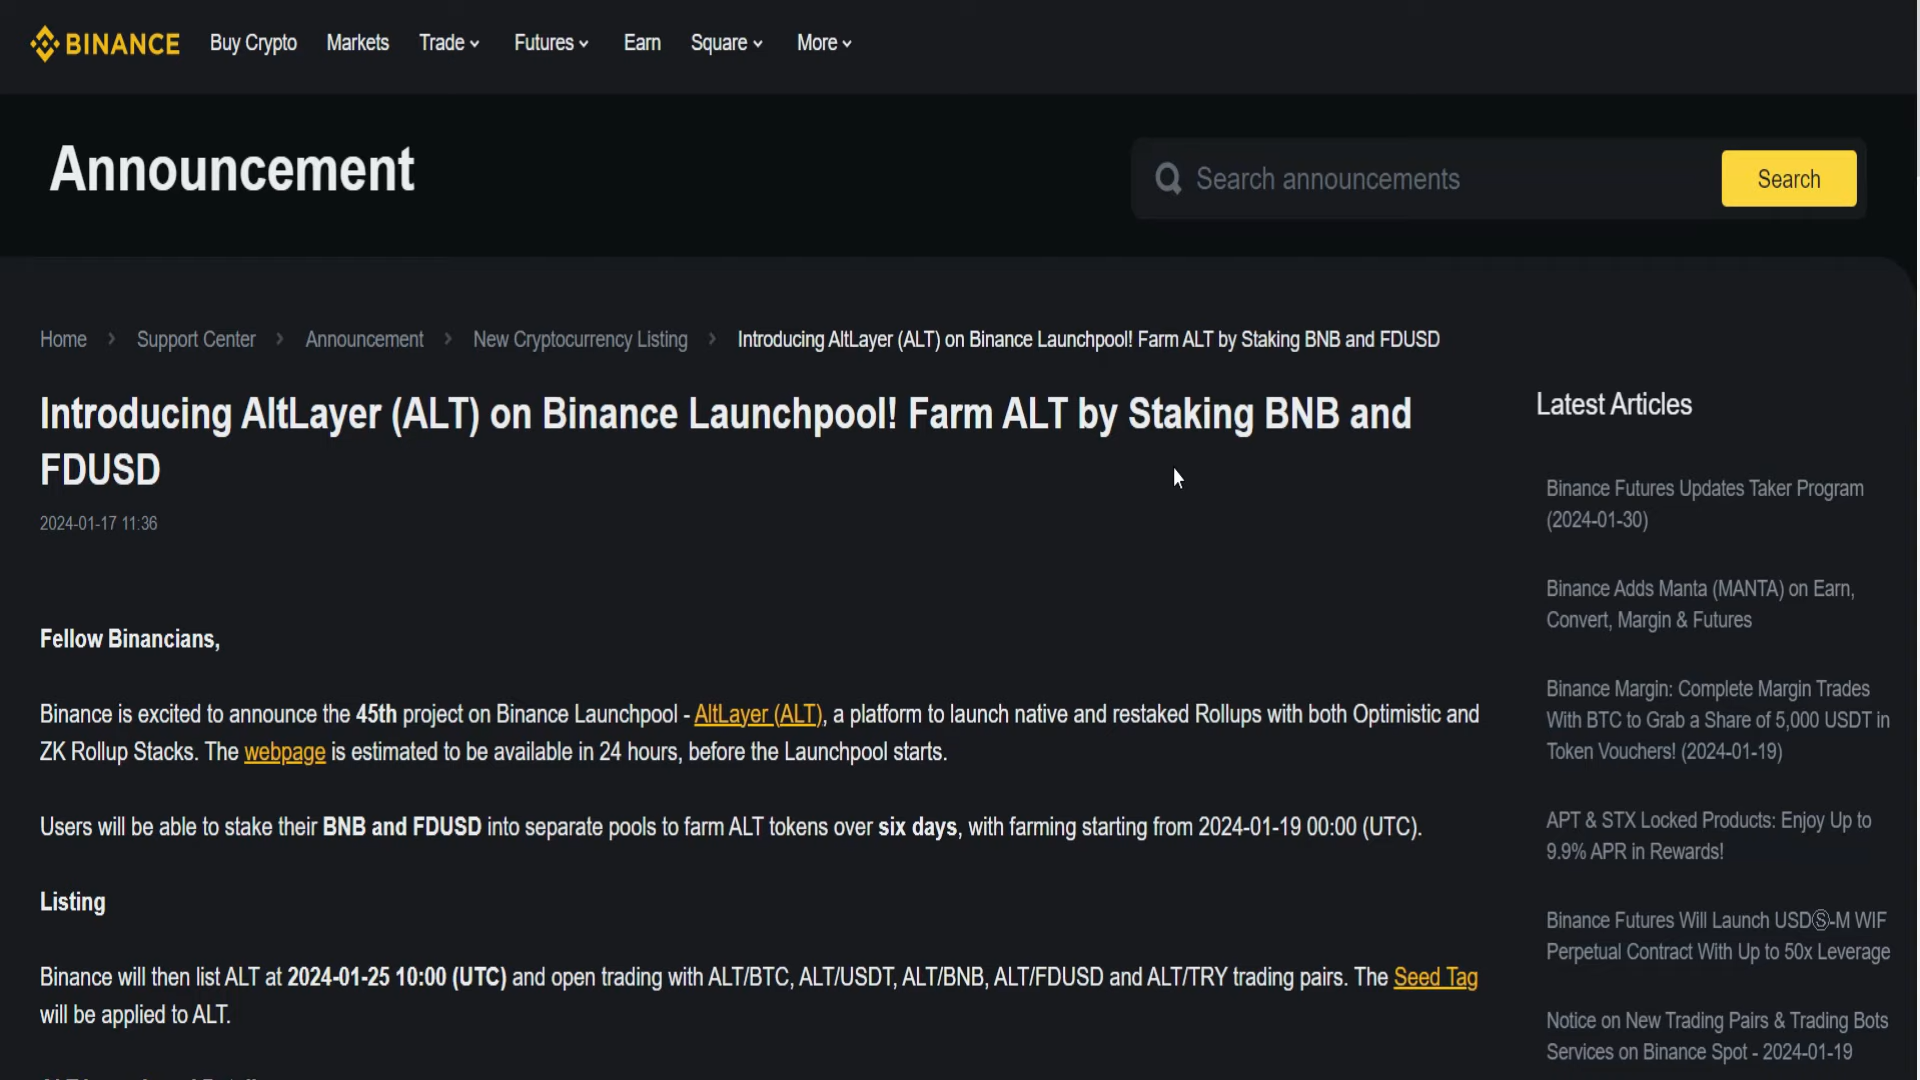 BINANCE Buy Crypto Markets Trade Futures Earn Square More
Announcement
Search announcements Search
Home > Support Center > Announcement > New Cryptocurrency Listing > Introducing AltLayer (ALT) on Binance Launchpool! Farm ALT by Staking BNB and FDUSD
Introducing AltLayer (ALT) on Binance Launchpool! Farm ALT by Staking BNB and
FDUSD
2024-01-17 11:36
Fellow Binancians,
Binance is excited to announce the 45th project on Binance Launchpool - AltLayer (ALT), a platform to launch native and restaked Rollups with both Optimistic and
ZK Rollup Stacks. The webpage is estimated to be available in 24 hours, before the Launchpool starts.
Users will be able to stake their BNB and FDUSD into separate pools to farm ALT tokens over six days, with farming starting from 2024-01-19 00:00 (UTC).
Listing
Binance will then list ALT at 2024-01-25 10:00 (UTC) and open trading with ALT/BTC, ALT/USDT, ALT/BNB, ALT/FDUSD and ALT/TRY trading pairs. The Seed Tag
will be applied to ALT.
Latest Articles
Binance Futures Updates Taker Program
(2024-01-30)
Binance Adds Manta (MANTA) on Earn,
Convert, Margin & Futures
Binance Margin: Complete Margin Trades
With BTC to Grab a Share of 5,000 USDT in
Token Vouchers! (2024-01-19)
APT & STX Locked Products: Enjoy Up to
9.9% APR in Rewards!
Binance Futures Will Launch USDⓈ-M WIF
Perpetual Contract With Up to 50x Leverage
Notice on New Trading Pairs & Trading Bots
Services on Binance Spot - 2024-01-19